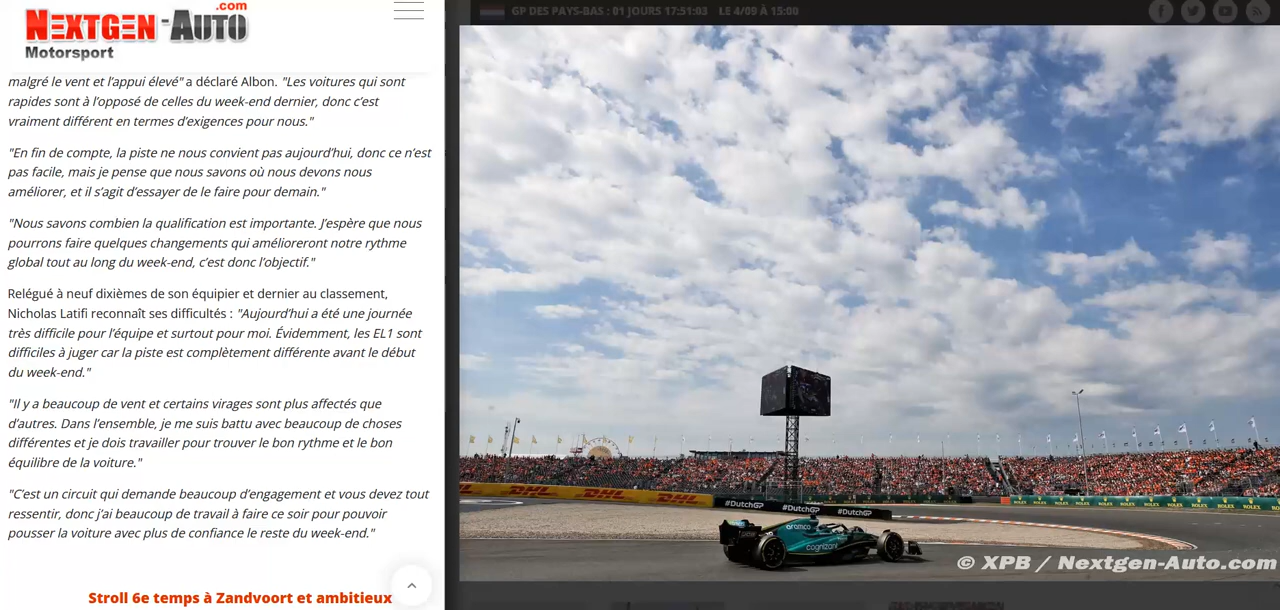 .com
NEXTGEN-AUTO
Motorsport
malgré le vent et l’appui élevé" a déclaré Albon. "Les voitures qui sont
rapides sont à l’opposé de celles du week-end dernier, donc c’est
vraiment différent en termes d’exigences pour nous."
"En fin de compte, la piste ne nous convient pas aujourd’hui, donc ce n’est
pas facile, mais je pense que nous savons où nous devons nous
améliorer, et il s’agit d’essayer de le faire pour demain."
"Nous savons combien la qualification est importante. J’espère que nous
pourrons faire quelques changements qui amélioreront notre rythme
global tout au long du week-end, c’est donc l’objectif."
Relégué à neuf dixièmes de son équipier et dernier au classement,
Nicholas Latifi reconnaît ses difficultés : "Aujourd’hui a été une journée
très difficile pour l’équipe et surtout pour moi. Évidemment, les EL1 sont
difficiles à juger car la piste est complètement différente avant le début
du week-end."
"Il y a beaucoup de vent et certains virages sont plus affectés que
d’autres. Dans l’ensemble, je me suis battu avec beaucoup de choses
différentes et je dois travailler pour trouver le bon rythme et le bon
équilibre de la voiture."
"C’est un circuit qui demande beaucoup d’engagement et vous devez tout
ressentir, donc j’ai beaucoup de travail à faire ce soir pour pouvoir
pousser la voiture avec plus de confiance le reste du week-end."
Stroll 6e temps à Zandvoort et ambitieux
GP DES PAYS-BAS : 01 JOURS 17:51:03 LE 4/09 À 15:00
DHL DHL DHL
#DutchGP #DutchGP #DutchGP
ROLEX ROLEX ROLEX ROLEX ROLEX ROLEX
aramco
cognizant
© XPB / Nextgen-Auto.com